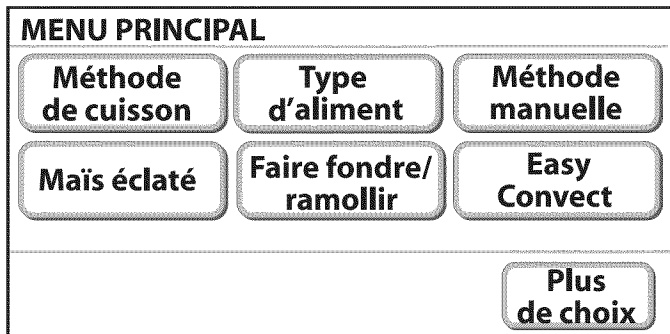 MENU PRINCIPAL
Méthode
de cuisson
Type
d'aliment
Méthode
manuelle
Maïs éclaté
Faire fondre/
ramollir
Easy
Convect
Plus
de choix